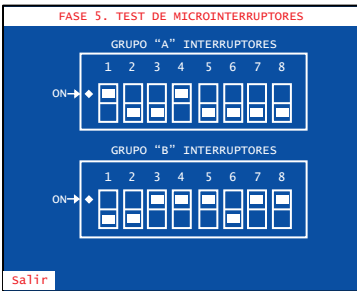 FASE 5. TEST DE MICROINTERRUPTORES
GRUPO “A” INTERRUPTORES
1 2 3 4 5 6 7 8
ON
GRUPO “B” INTERRUPTORES
1 2 3 4 5 6 7 8
ON
Salir